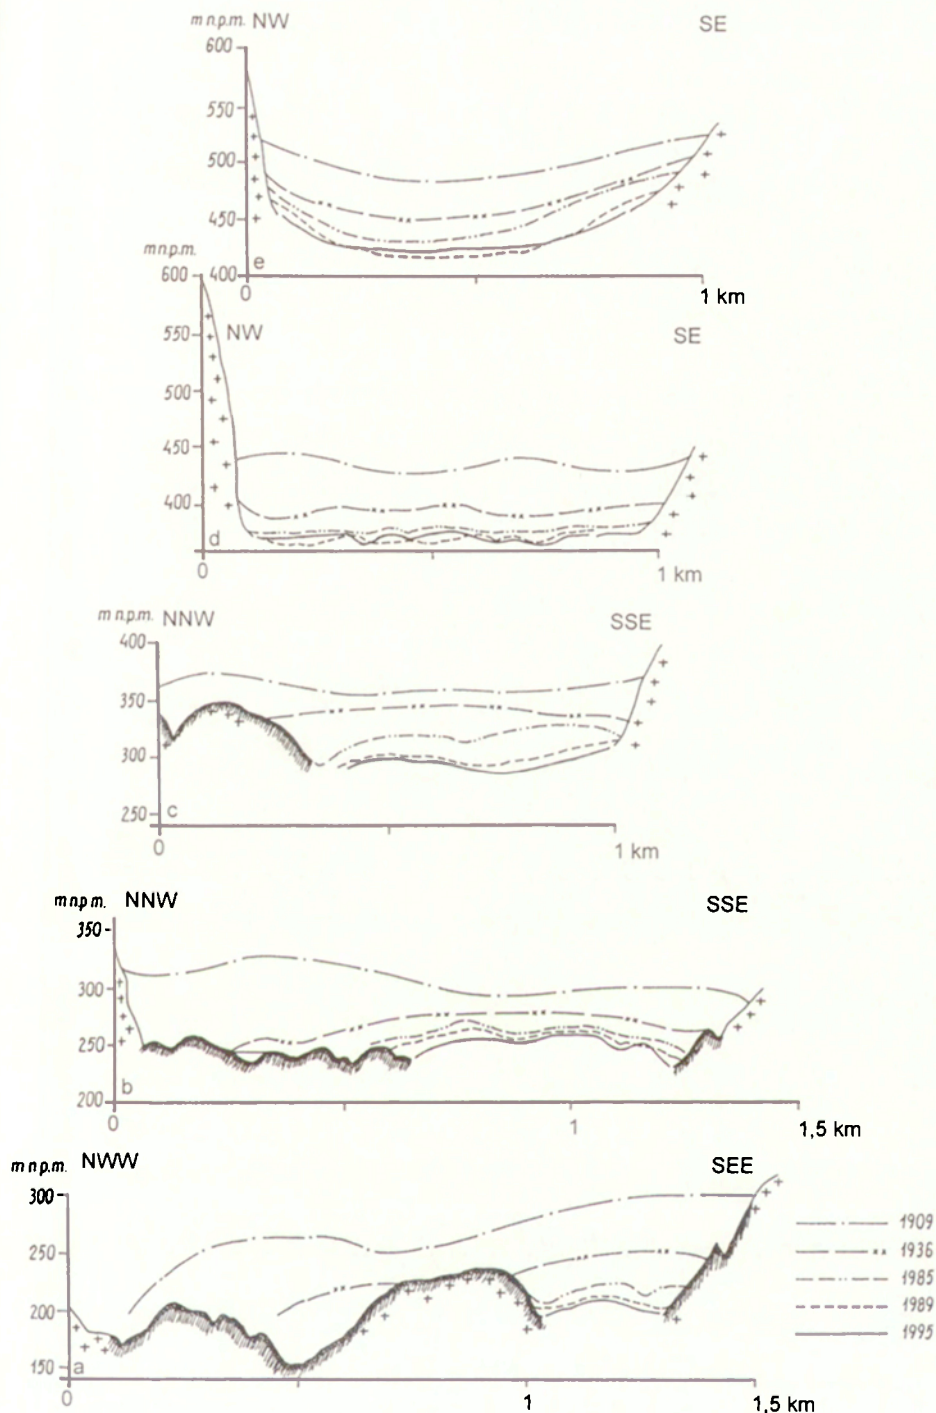 m n.p.m. NW SE
600
550
500
450
400
e
0 1 km
m n.p.m.
600
NW SE
550
500
450
400
d
0 1 km
m n.p.m. NNW SSE
400
350
300
250
c
0 1 km
m n.p.m. NNW SSE
350
300
250
200
b
0 1 1,5 km
m n.p.m. NWW SEE
300
250
200
150
a
0 1 1,5 km
1909
1936
1985
1989
1995